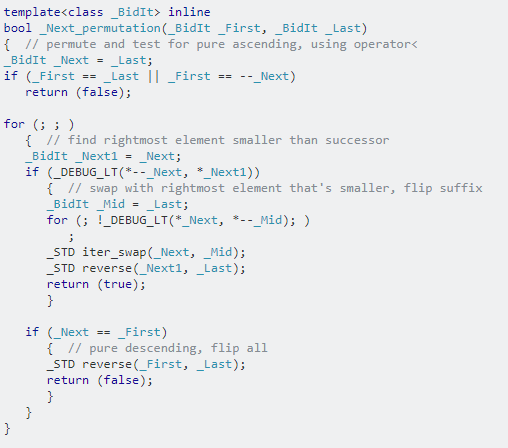 template<class _BidIt> inline
bool _Next_permutation(_BidIt _First, _BidIt _Last)
{  // permute and test for pure ascending, using operator<
_BidIt _Next = _Last;
if (_First == _Last || _First == --_Next)
   return (false);

for (; ; )
   {  // find rightmost element smaller than successor
   _BidIt _Next1 = _Next;
   if (_DEBUG_LT(*--_Next, *_Next1))
      {  // swap with rightmost element that's smaller, flip suffix
      _BidIt _Mid = _Last;
      for (; !_DEBUG_LT(*_Next, *--_Mid); )
         ;
      _STD iter_swap(_Next, _Mid);
      _STD reverse(_Next1, _Last);
      return (true);
      }

   if (_Next == _First)
      {  // pure descending, flip all
      _STD reverse(_First, _Last);
      return (false);
      }
   }
}